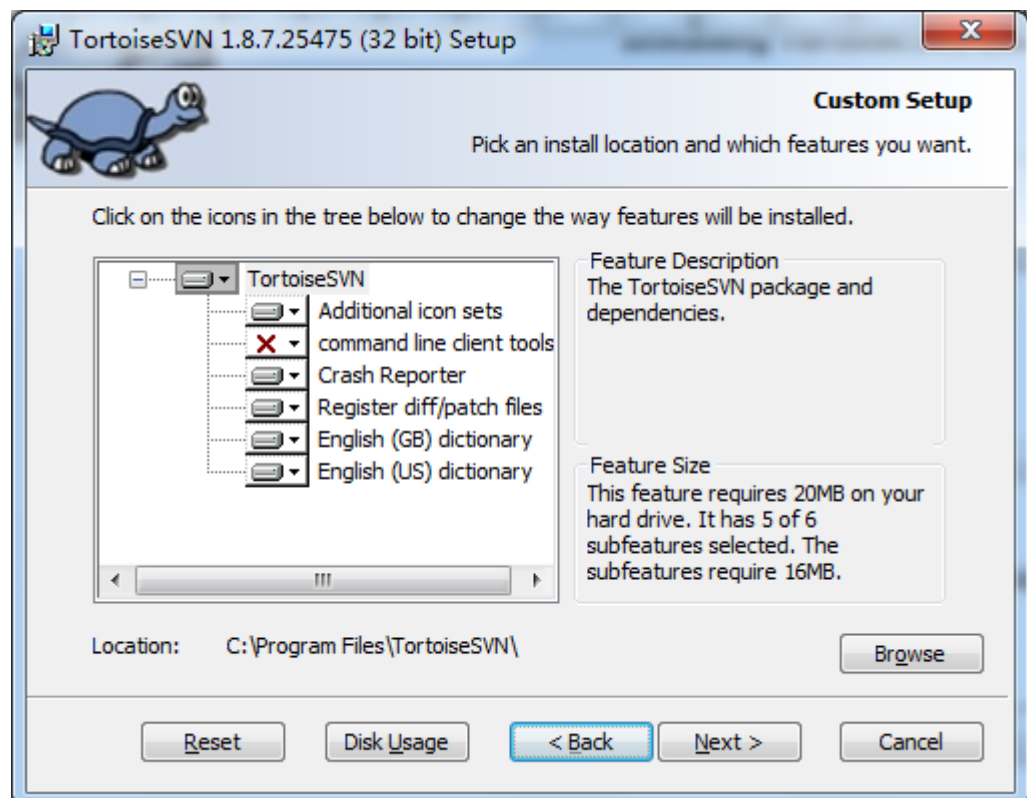 TortoiseSVN 1.8.7.25475 (32 bit) Setup
Custom Setup
Pick an install location and which features you want.
Click on the icons in the tree below to change the way features will be installed.
TortoiseSVN
Additional icon sets
command line client tools
Crash Reporter
Register diff/patch files
English (GB) dictionary
English (US) dictionary
Feature Description
The TortoiseSVN package and
dependencies.
Feature Size
This feature requires 20MB on your
hard drive. It has 5 of 6
subfeatures selected. The
subfeatures require 16MB.
Location: C:\Program Files\TortoiseSVN\
Browse
Reset
Disk Usage
< Back
Next >
Cancel